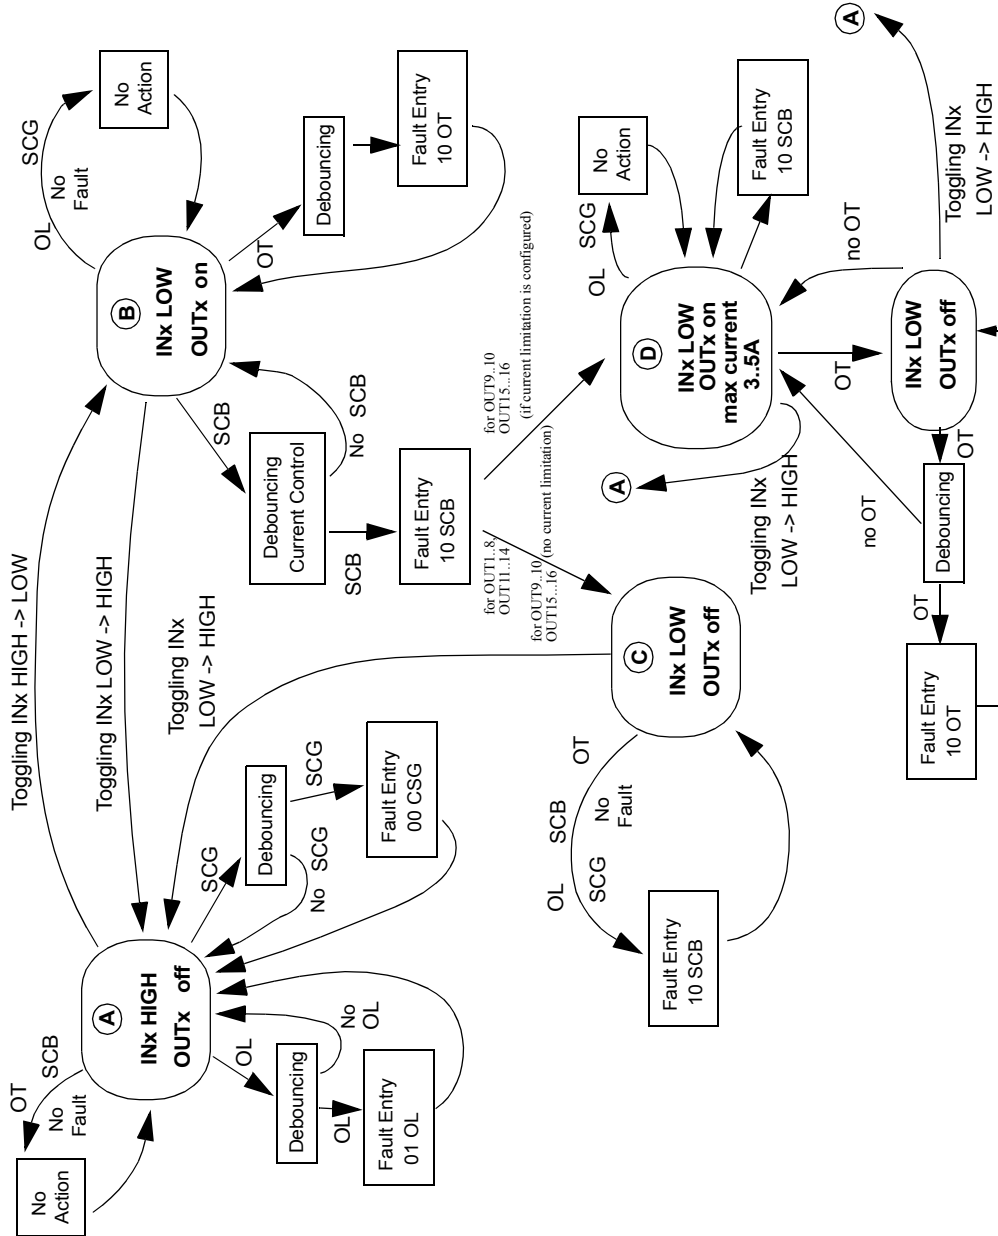 Toggling INx HIGH -> LOW
Toggling INx LOW -> HIGH
Toggling INx
LOW -> HIGH
OT
SCB
No
Fault
No
Action
A
INx HIGH
OUTx off
SCG
Debouncing
SCG
No SCG
Fault Entry
00 CSG
OL
Debouncing
No
OL
OL
Fault Entry
01 OL
OL
SCG
No
Fault
No
Action
B
INx LOW
OUTx on
OT
Debouncing
Fault Entry
10 OT
SCB
No SCB
Debouncing
Current Control
SCB
Fault Entry
10 SCB
for OUT1..8,
OUT11..14
for OUT9..10,
OUT15...16 (no current limitation)
for OUT9..10
OUT15...16
(if current limitation is configured)
C
INx LOW
OUTx off
OT
SCB
No
Fault
OL
SCG
Fault Entry
10 SCB
D
INx LOW
OUTx on
max current
3..5A
OL
SCG
No
Action
Fault Entry
10 SCB
A
Toggling INx
LOW -> HIGH
OT
no OT
INx LOW
OUTx off
Toggling INx
LOW -> HIGH
A
OT
Debouncing
no OT
OT
Fault Entry
10 OT